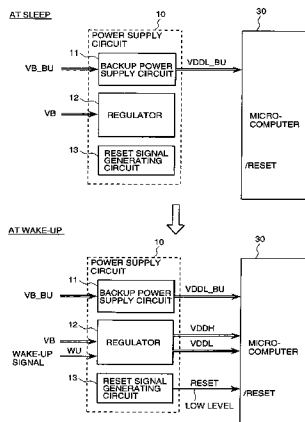 AT SLEEP
10
30
POWER SUPPLY
CIRCUIT
11
VB_BU
BACKUP POWER
SUPPLY CIRCUIT
VDDL_BU
12
VB
REGULATOR
MICRO-
COMPUTER
13
RESET SIGNAL
GENERATING
CIRCUIT
/RESET
AT WAKE-UP
10
30
POWER SUPPLY
CIRCUIT
11
VB_BU
BACKUP POWER
SUPPLY CIRCUIT
VDDL_BU
12
VDDH
VB
REGULATOR
VDDL
MICRO-
COMPUTER
WAKE-UP
SIGNAL
WU
13
RESET SIGNAL
GENERATING
CIRCUIT
RESET
/RESET
LOW LEVEL